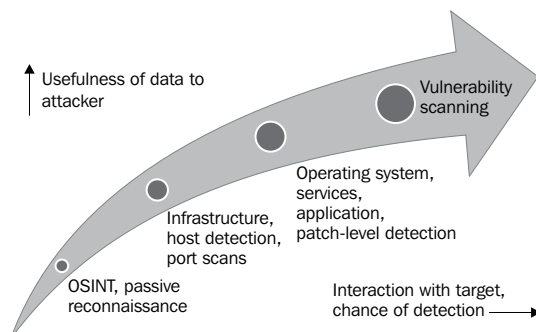 Usefulness of data to
attacker
Vulnerability
scanning
Operating system,
services,
application,
patch-level detection
Infrastructure,
host detection,
port scans
OSINT, passive
reconnaissance
Interaction with target,
chance of detection